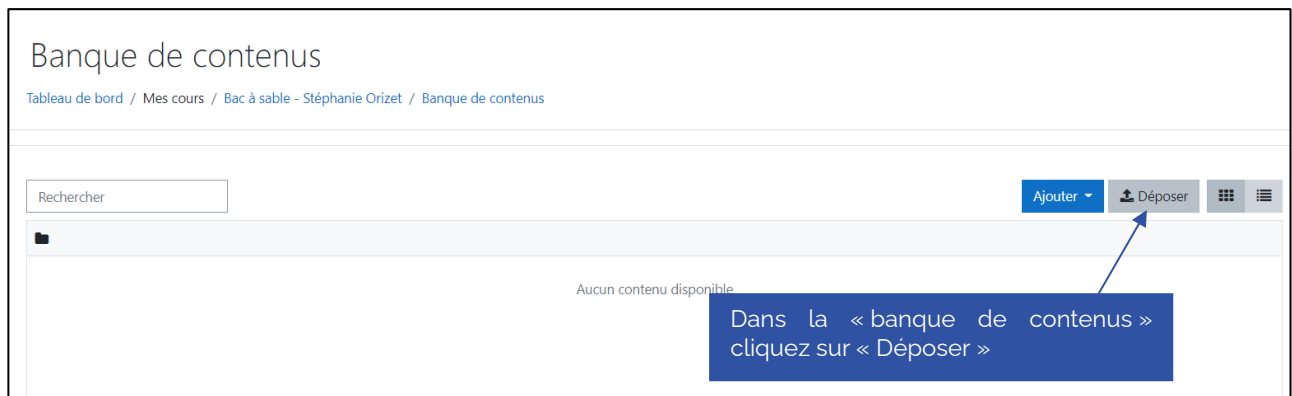 Banque de contenus
Tableau de bord / Mes cours / Bac à sable - Stéphanie Orizet / Banque de contenus
Rechercher
Ajouter
Déposer
Aucun contenu disponible
Dans la « banque de contenus »
cliquez sur « Déposer »